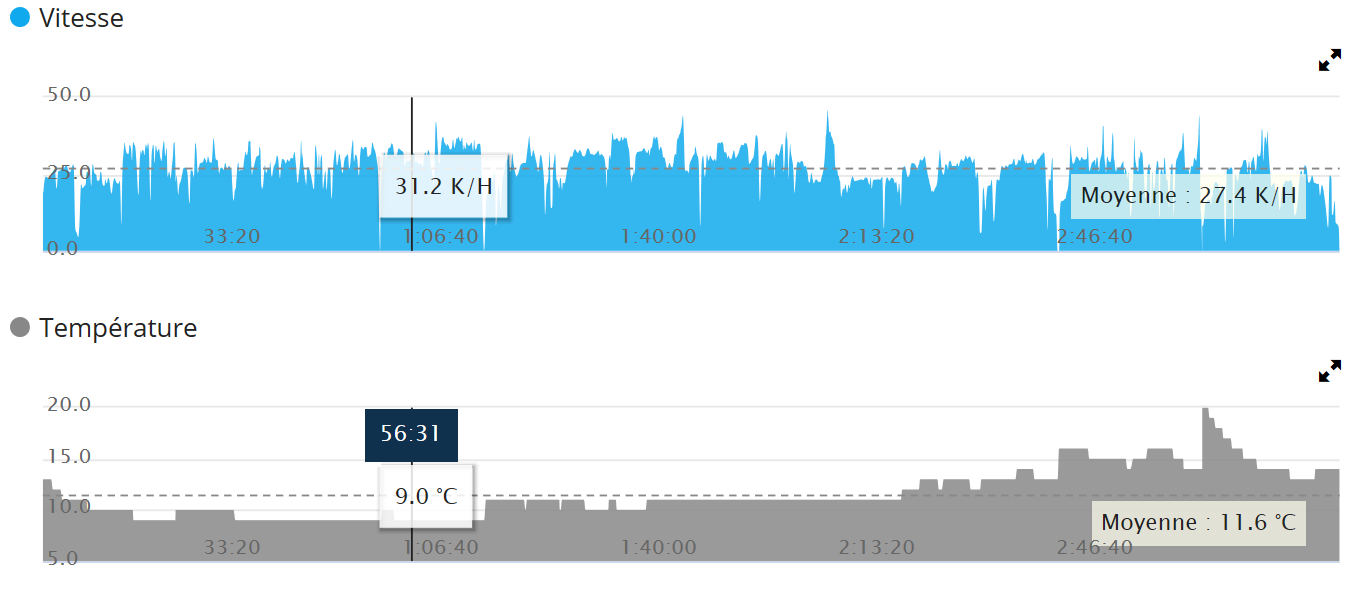 Vitesse
50.0
25.0
31.2 K/H
Moyenne : 27.4 K/H
0.0
33:20 1:06:40 1:40:00 2:13:20 2:46:40
Température
20.0
56:31
15.0
9.0 °C
10.0
Moyenne : 11.6 °C
5.0
33:20 1:06:40 1:40:00 2:13:20 2:46:40